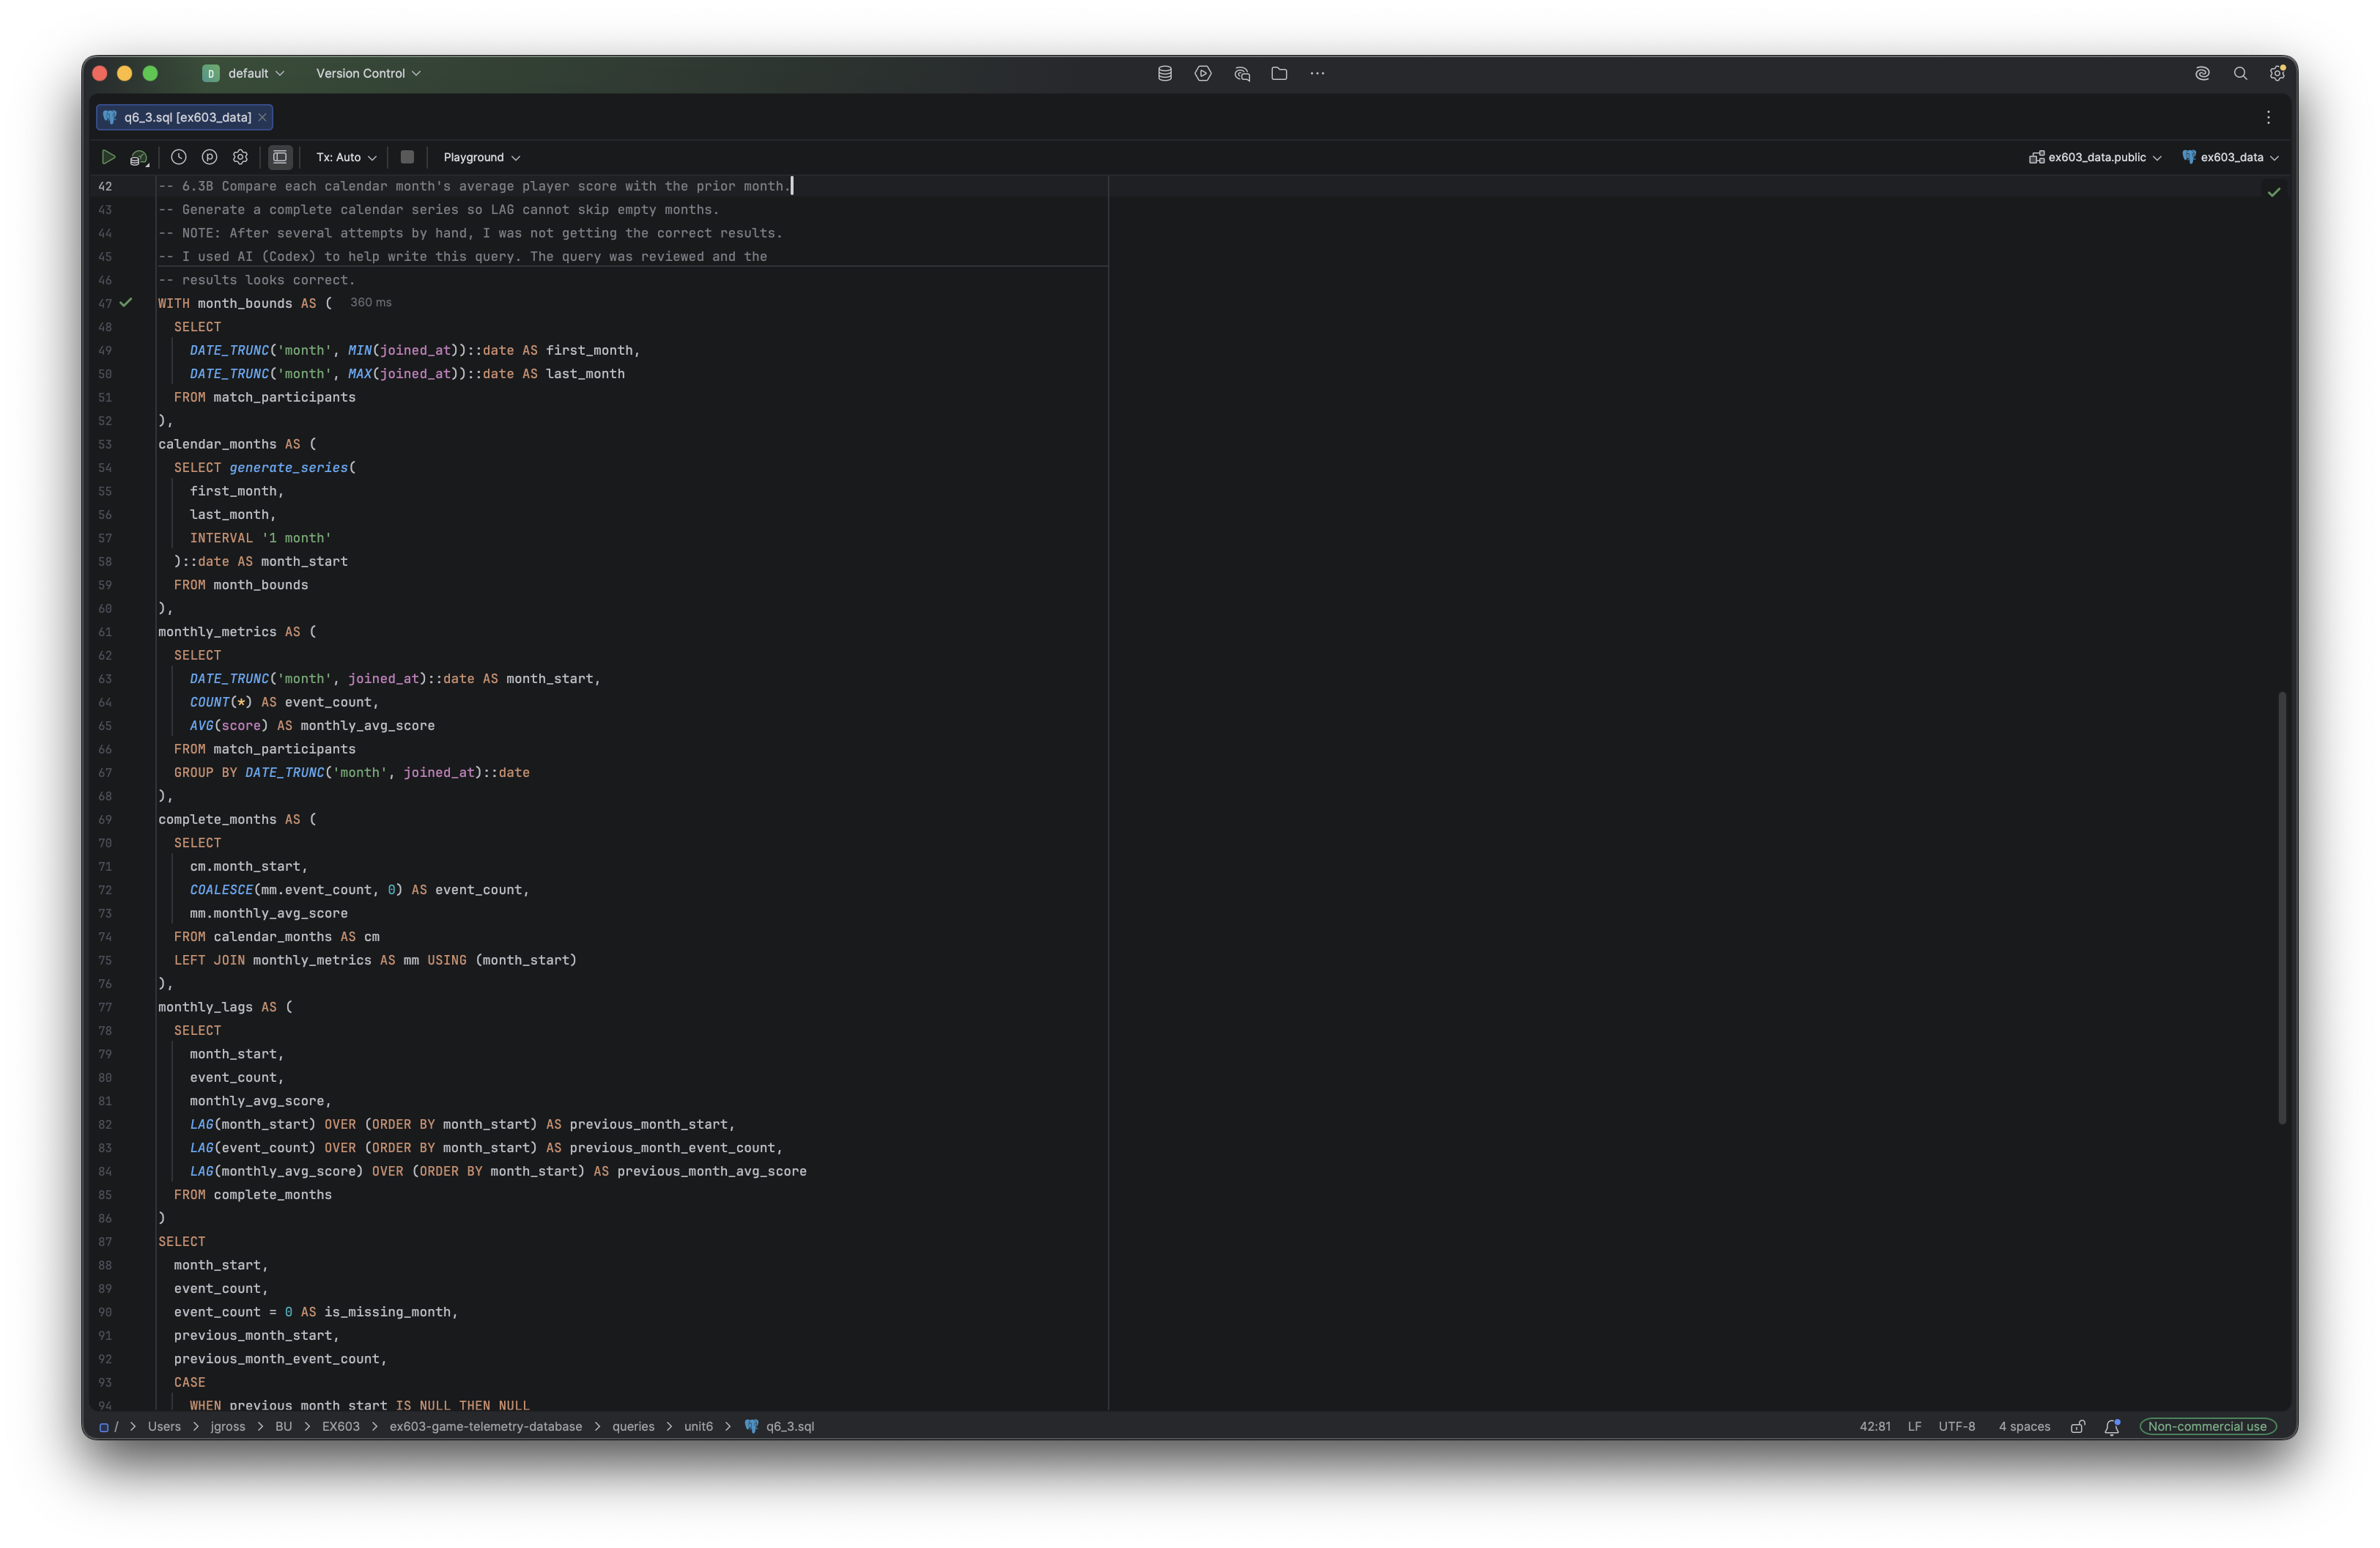 D default Version Control
q6_3.sql [ex603_data]
Tx: Auto Playground ex603_data.public ex603_data
42 -- 6.3B Compare each calendar month's average player score with the prior month.
43 -- Generate a complete calendar series so LAG cannot skip empty months.
44 -- NOTE: After several attempts by hand, I was not getting the correct results.
45 -- I used AI (Codex) to help write this query. The query was reviewed and the
46 -- results looks correct.
47 WITH month_bounds AS ( 360 ms
48 SELECT
49 DATE_TRUNC('month', MIN(joined_at))::date AS first_month,
50 DATE_TRUNC('month', MAX(joined_at))::date AS last_month
51 FROM match_participants
52 ),
53 calendar_months AS (
54 SELECT generate_series(
55 first_month,
56 last_month,
57 INTERVAL '1 month'
58 )::date AS month_start
59 FROM month_bounds
60 ),
61 monthly_metrics AS (
62 SELECT
63 DATE_TRUNC('month', joined_at)::date AS month_start,
64 COUNT(*) AS event_count,
65 AVG(score) AS monthly_avg_score
66 FROM match_participants
67 GROUP BY DATE_TRUNC('month', joined_at)::date
68 ),
69 complete_months AS (
70 SELECT
71 cm.month_start,
72 COALESCE(mm.event_count, 0) AS event_count,
73 mm.monthly_avg_score
74 FROM calendar_months AS cm
75 LEFT JOIN monthly_metrics AS mm USING (month_start)
76 ),
77 monthly_lags AS (
78 SELECT
79 month_start,
80 event_count,
81 monthly_avg_score,
82 LAG(month_start) OVER (ORDER BY month_start) AS previous_month_start,
83 LAG(event_count) OVER (ORDER BY month_start) AS previous_month_event_count,
84 LAG(monthly_avg_score) OVER (ORDER BY month_start) AS previous_month_avg_score
85 FROM complete_months
86 )
87 SELECT
88 month_start,
89 event_count,
90 event_count = 0 AS is_missing_month,
91 previous_month_start,
92 previous_month_event_count,
93 CASE
94 WHEN previous_month_start IS NULL THEN NULL
/ > Users > jgross > BU > EX603 > ex603-game-telemetry-database > queries > unit6 > q6_3.sql 42:81 LF UTF-8 4 spaces Non-commercial use